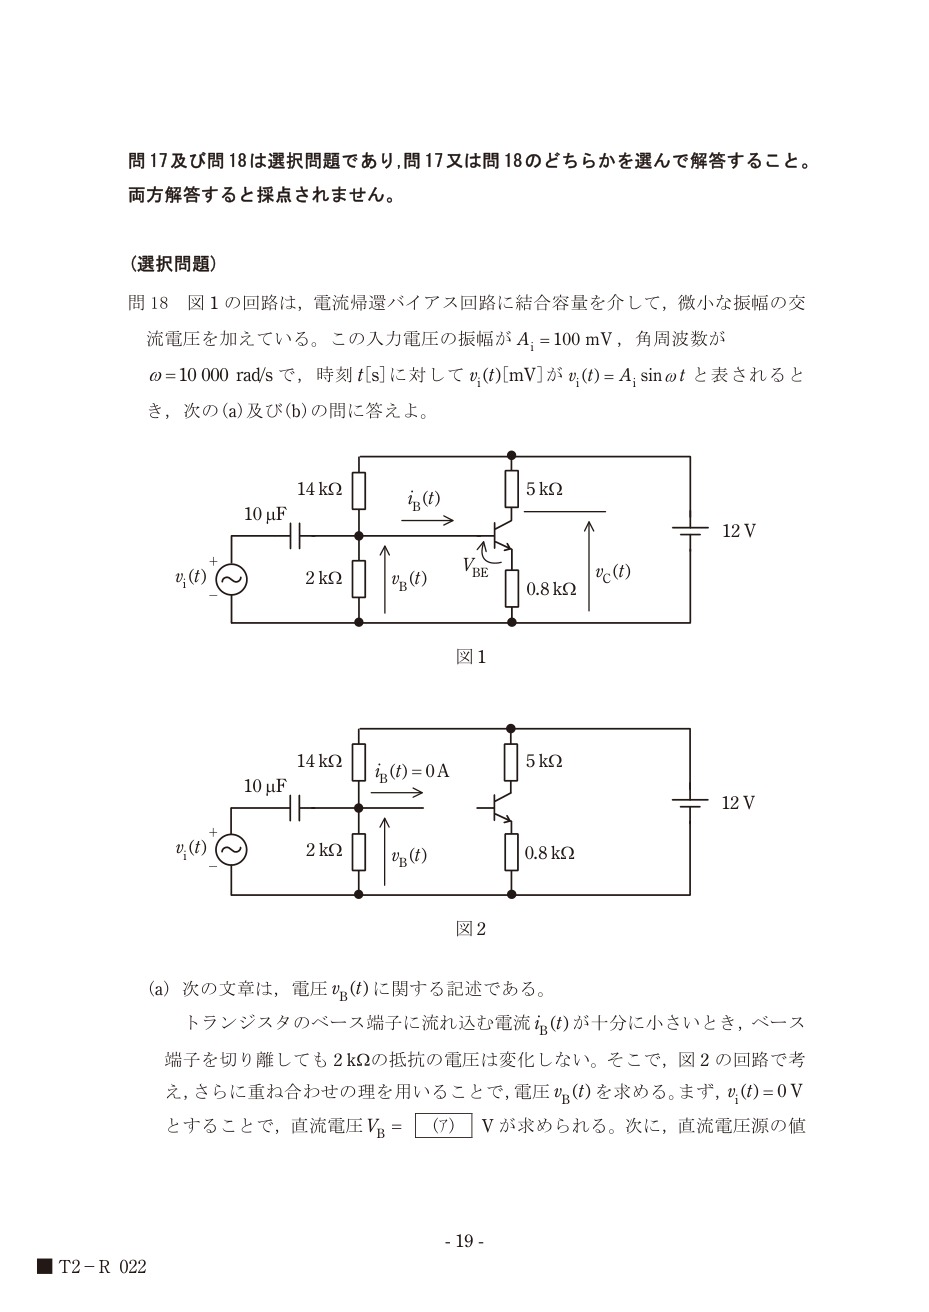 問17及び問18は選択問題であり,問17又は問18のどちらかを選んで解答すること。
両方解答すると採点されません。
(選択問題)
問18　図1の回路は，電流帰還バイアス回路に結合容量を介して，微小な振幅の交
流電圧を加えている。この入力電圧の振幅が Ai = 100 mV，角周波数が
ω = 10 000 rad/s で，時刻 t[s]に対して vi(t)[mV]が vi(t) = Ai sin ω t と表されると
き，次の(a)及び(b)の問に答えよ。
14 kΩ
iB(t)
5 kΩ
10 μF
12 V
vi(t)
+
−
2 kΩ
vB(t)
VBE
0.8 kΩ
vC(t)
図1
14 kΩ
iB(t) = 0 A
5 kΩ
10 μF
12 V
vi(t)
+
−
2 kΩ
vB(t)
0.8 kΩ
図2
(a) 次の文章は，電圧 vB(t)に関する記述である。
トランジスタのベース端子に流れ込む電流 iB(t)が十分に小さいとき，ベース
端子を切り離しても 2 kΩの抵抗の電圧は変化しない。そこで，図2の回路で考
え,さらに重ね合わせの理を用いることで,電圧 vB(t)を求める。まず，vi(t) = 0 V
とすることで，直流電圧 VB = (ア) V が求められる。次に，直流電圧源の値
- 19 -
■ T2－R 022